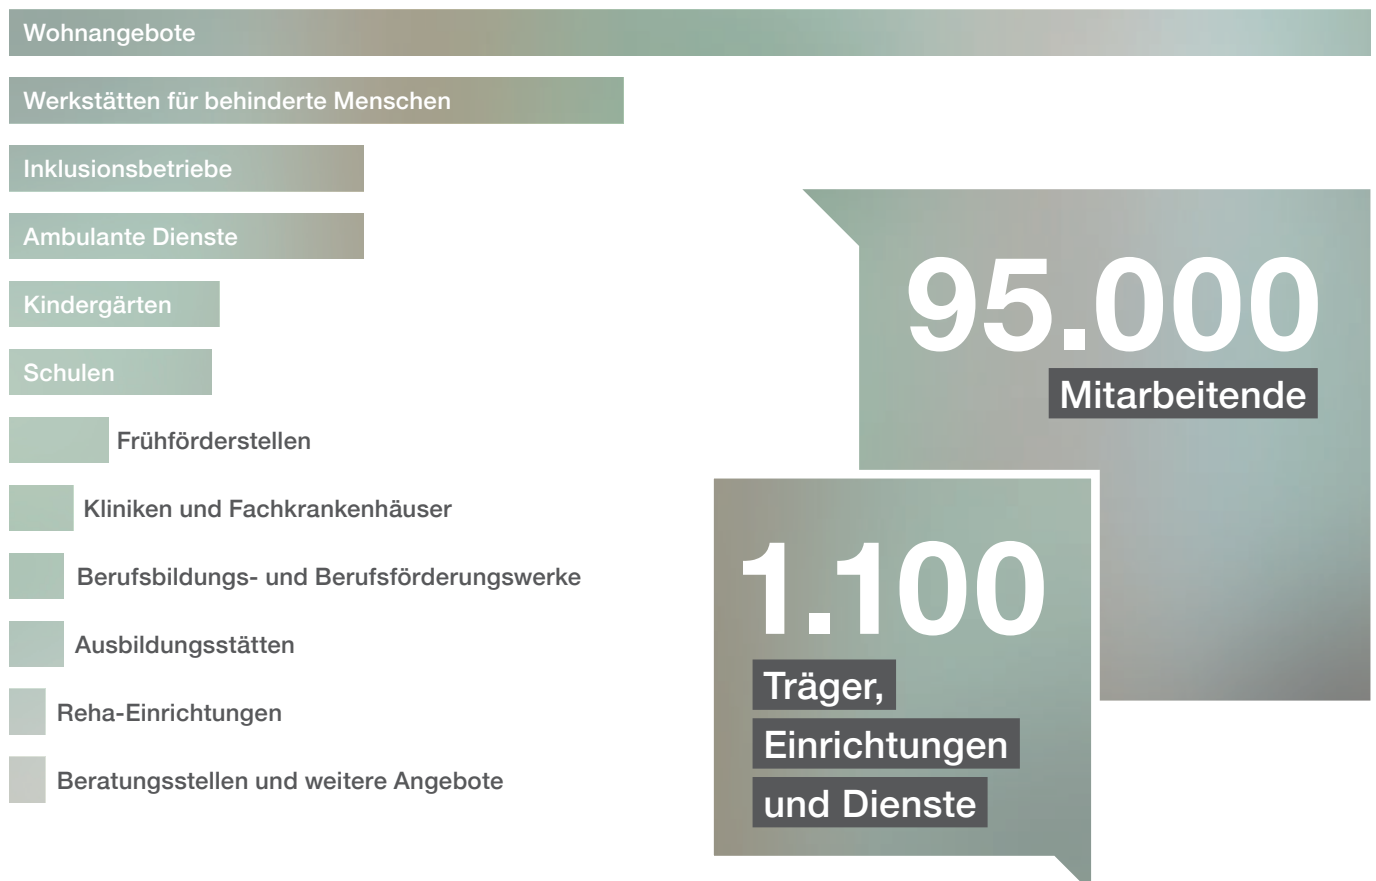 Wohnangebote
Werkstätten für behinderte Menschen
Inklusionsbetriebe
Ambulante Dienste
Kindergärten
Schulen
Frühförderstellen
Kliniken und Fachkrankenhäuser
Berufsbildungs- und Berufsförderungswerke
Ausbildungsstätten
Reha-Einrichtungen
Beratungsstellen und weitere Angebote
95.000
Mitarbeitende
1.100
Träger,
Einrichtungen
und Dienste